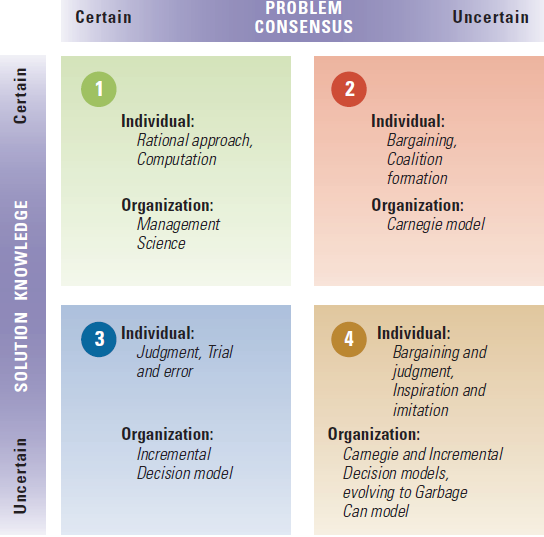 PROBLEM
CONSENSUS
Certain
Uncertain
SOLUTION KNOWLEDGE
Certain
Uncertain
1
Individual:
Rational approach,
Computation
Organization:
Management
Science
2
Individual:
Bargaining,
Coalition
formation
Organization:
Carnegie model
3
Individual:
Judgment, Trial
and error
Organization:
Incremental
Decision model
4
Individual:
Bargaining and
judgment,
Inspiration and
imitation
Organization:
Carnegie and Incremental
Decision models,
evolving to Garbage
Can model